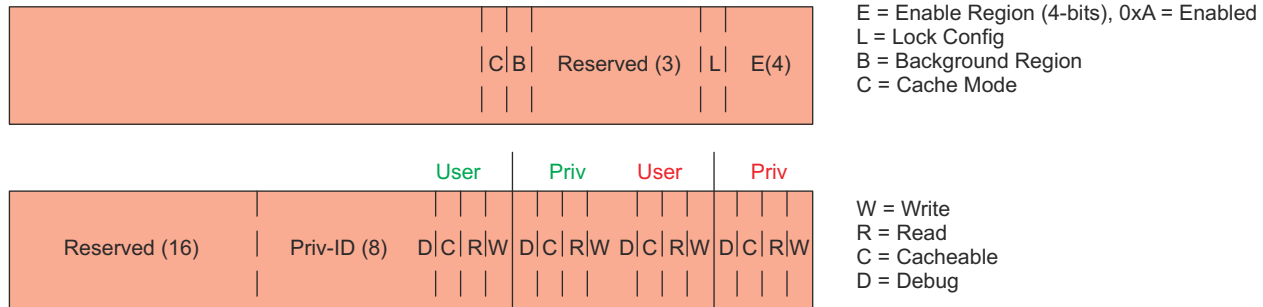 E = Enable Region (4-bits), 0xA = Enabled
L = Lock Config
B = Background Region
C = Cache Mode
C B Reserved (3) L E(4)
User Priv User Priv
Reserved (16) Priv-ID (8) D C R W D C R W D C R W D C R W
W = Write
R = Read
C = Cacheable
D = Debug